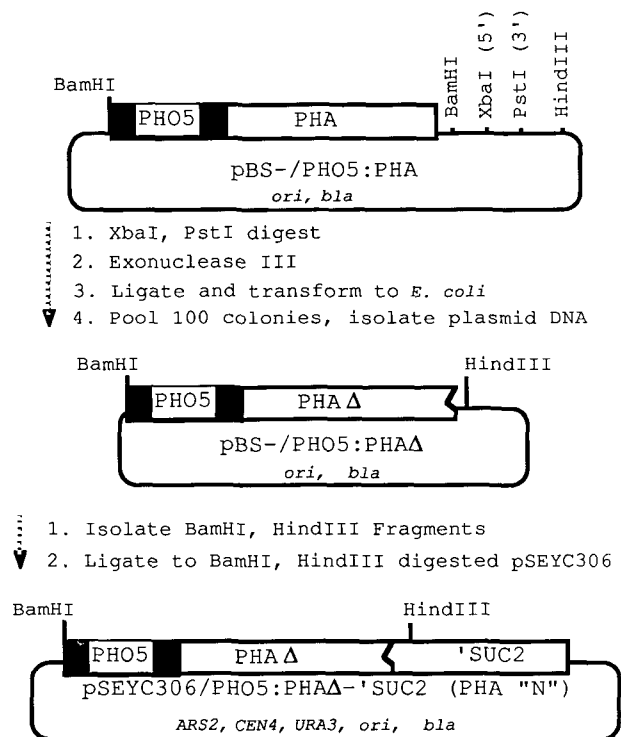 BamHI
BamHI
XbaI (5')
PstI (3')
HindIII
PHO5
PHA
pBS-/PHO5:PHA
ori, bla
1. XbaI, PstI digest
2. Exonuclease III
3. Ligate and transform to E. coli
4. Pool 100 colonies, isolate plasmid DNA
BamHI
HindIII
PHO5
PHAΔ
pBS-/PHO5:PHAΔ
ori, bla
1. Isolate BamHI, HindIII Fragments
2. Ligate to BamHI, HindIII digested pSEYC306
BamHI
HindIII
PHO5
PHAΔ
'SUC2
pSEYC306/PHO5:PHAΔ-'SUC2 (PHA "N")
ARS2, CEN4, URA3, ori, bla